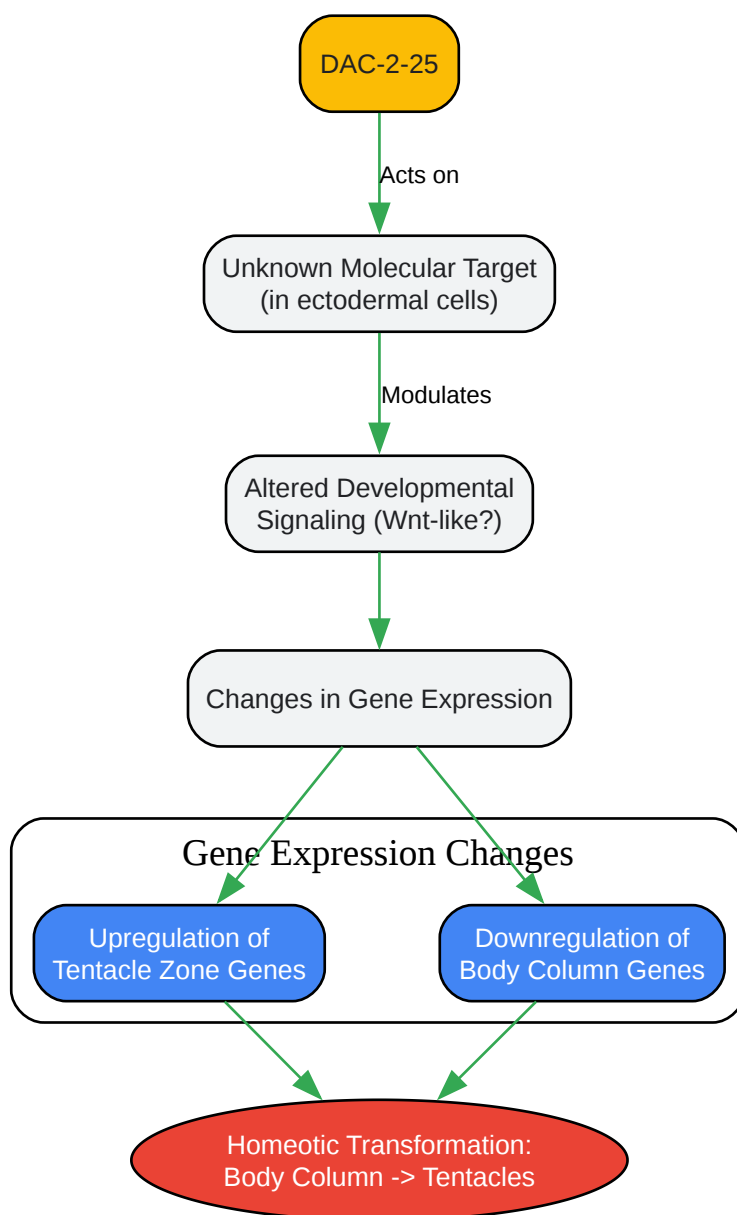 DAC-2-25
Acts on
Unknown Molecular Target
(in ectodermal cells)
Modulates
Altered Developmental
Signaling (Wnt-like?)
Changes in Gene Expression
Gene Expression Changes
Upregulation of
Tentacle Zone Genes
Downregulation of
Body Column Genes
Homeotic Transformation:
Body Column -> Tentacles